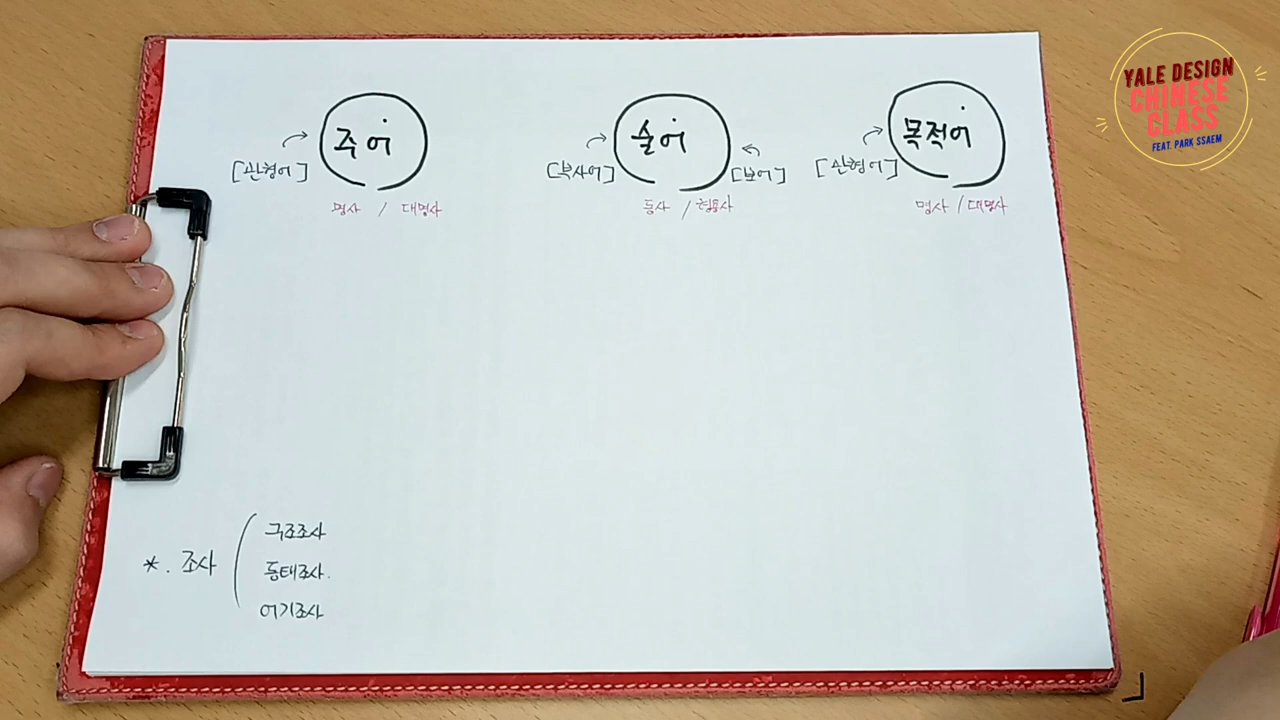 주어 술어 목적어
[관형어] [부사어] [보어] [관형어]
명사 / 대명사 동사 / 형용사 명사 / 대명사
*. 조사 ( 구조조사
동태조사.
어기조사
YALE DESIGN
CHINESE
CLASS
FEAT. PARK SSAEM